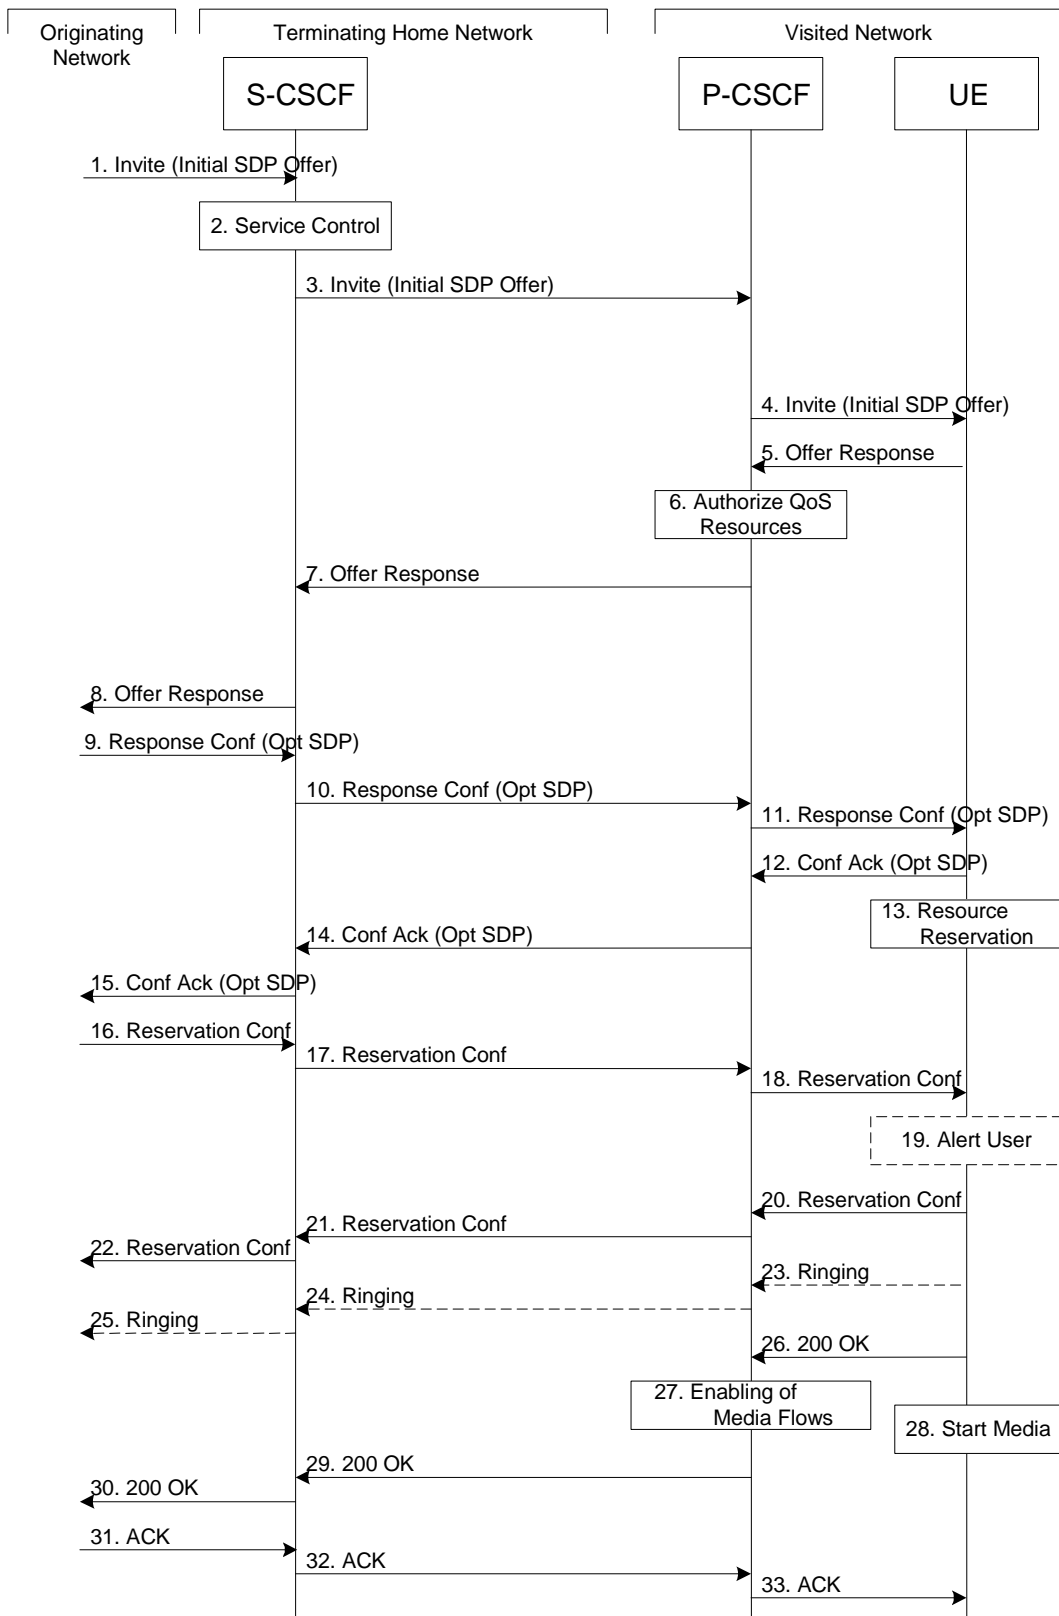 Originating
Network
Terminating Home Network
Visited Network
S-CSCF
P-CSCF
UE
1. Invite (Initial SDP Offer)
2. Service Control
3. Invite (Initial SDP Offer)
4. Invite (Initial SDP Offer)
5. Offer Response
6. Authorize QoS
Resources
7. Offer Response
8. Offer Response
9. Response Conf (Opt SDP)
10. Response Conf (Opt SDP)
11. Response Conf (Opt SDP)
12. Conf Ack (Opt SDP)
13. Resource
Reservation
14. Conf Ack (Opt SDP)
15. Conf Ack (Opt SDP)
16. Reservation Conf
17. Reservation Conf
18. Reservation Conf
19. Alert User
20. Reservation Conf
21. Reservation Conf
22. Reservation Conf
23. Ringing
24. Ringing
25. Ringing
26. 200 OK
27. Enabling of
Media Flows
28. Start Media
29. 200 OK
30. 200 OK
31. ACK
32. ACK
33. ACK